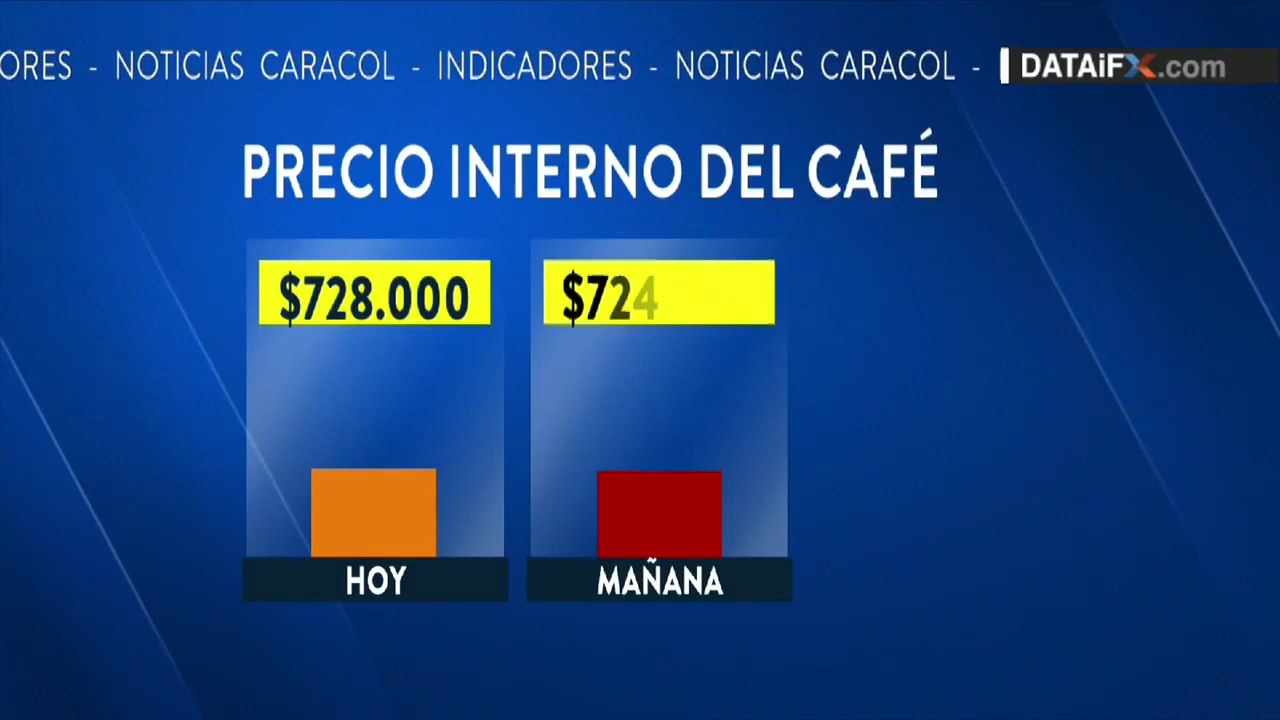 ORES - NOTICIAS CARACOL - INDICADORES - NOTICIAS CARACOL -
DATAiFX.com
PRECIO INTERNO DEL CAFÉ
$728.000
$724
HOY
MAÑANA